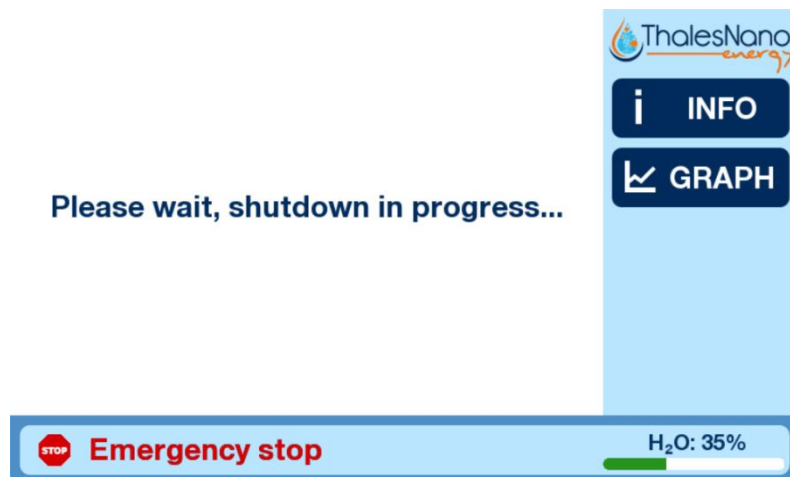 ThalesNano
energy
i INFO
GRAPH
Please wait, shutdown in progress...
STOP Emergency stop
H₂O: 35%